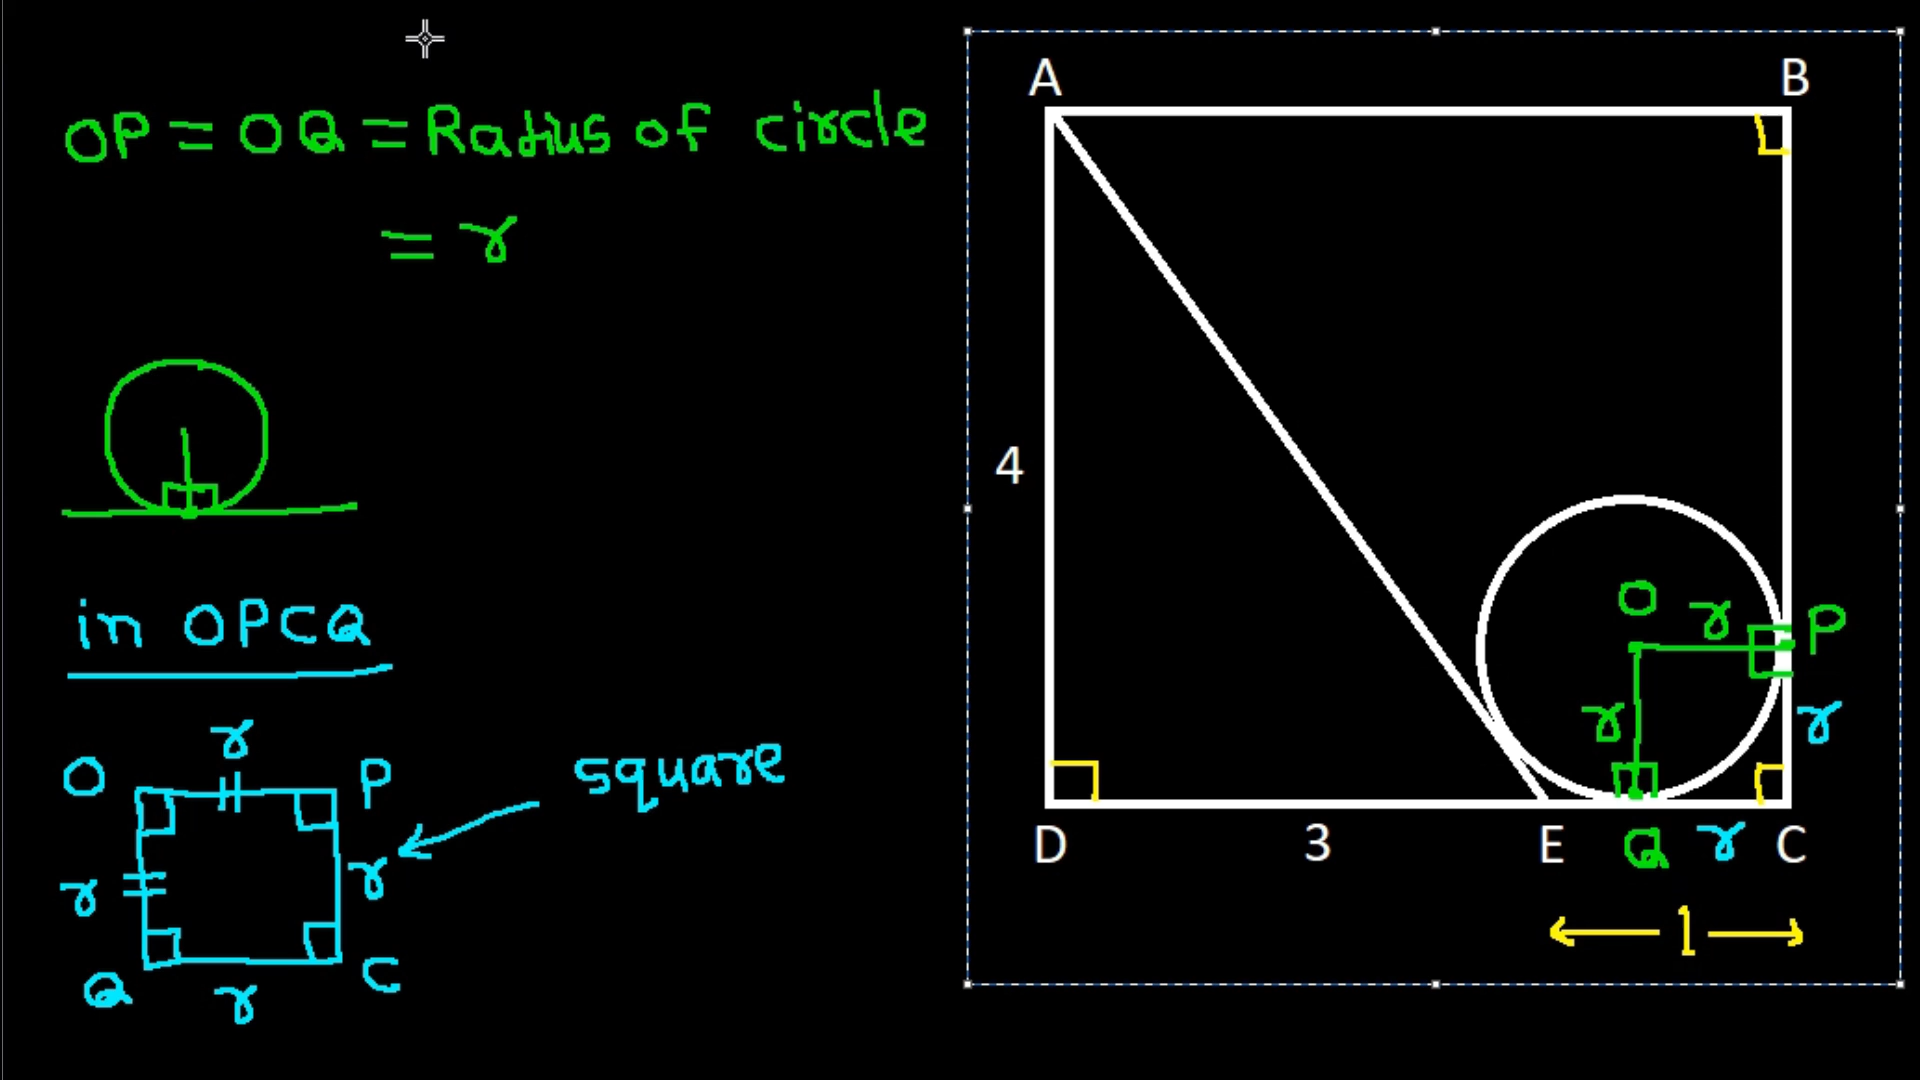 OP = OQ = Radius of circle
= r
in OPCQ
r
O
P
square
r
r
Q
r
C
A
B
4
O
r
P
r
r
D
3
E
Q
r
C
1